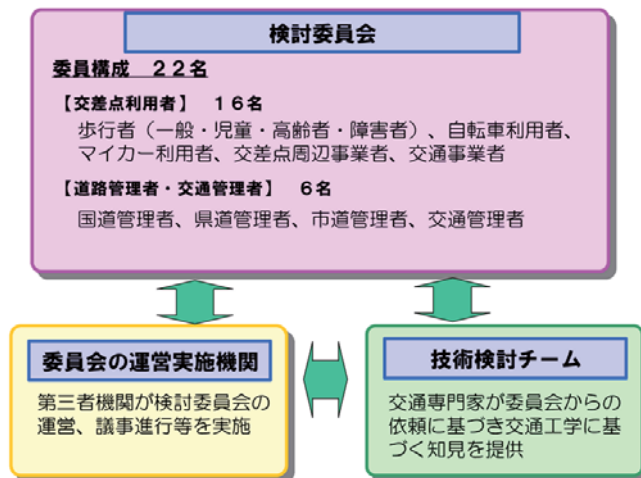 検討委員会
委員構成　２２名
【交差点利用者】　１６名
歩行者（一般・児童・高齢者・障害者）、自転車利用者、
マイカー利用者、交差点周辺事業者、交通事業者
【道路管理者・交通管理者】　６名
国道管理者、県道管理者、市道管理者、交通管理者
委員会の運営実施機関
第三者機関が検討委員会の
運営、議事進行等を実施
技術検討チーム
交通専門家が委員会からの
依頼に基づき交通工学に基
づく知見を提供